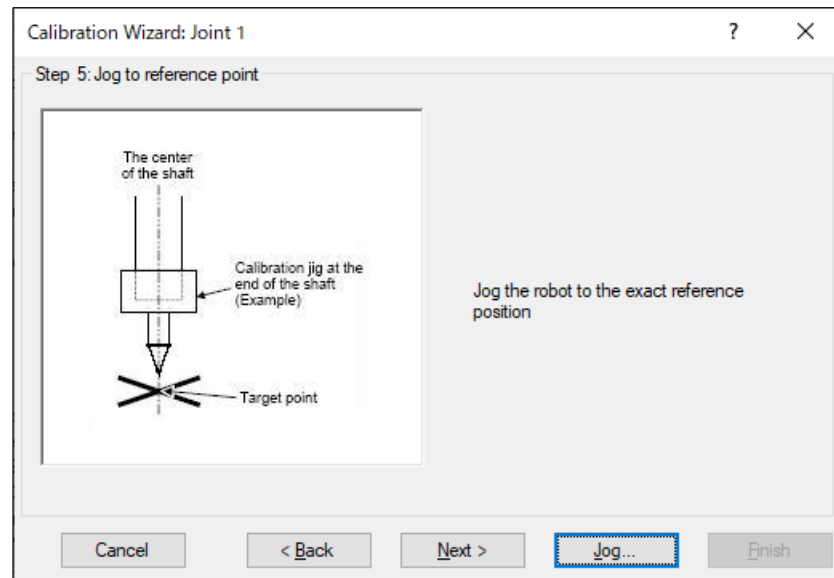 Calibration Wizard: Joint 1
?
Step 5: Jog to reference point
The center
of the shaft
Calibration jig at the
end of the shaft
(Example)
Target point
Jog the robot to the exact reference
position
Cancel
< Back
Next >
Jog...
Finish